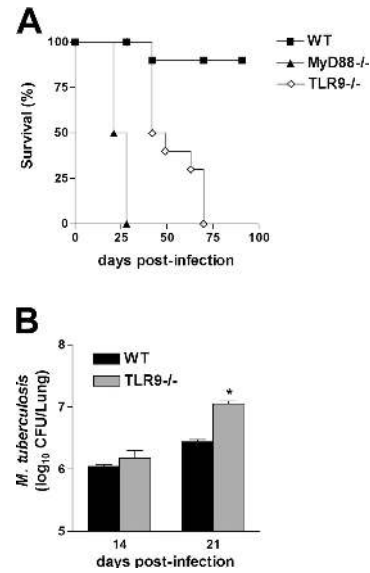 A
100
75
50
25
0
Survival (%)
0 25 50 75 100
days post-infection
WT
MyD88-/-
TLR9-/-
B
WT
TLR9-/-
M. tuberculosis
(log10 CFU/Lung)
8
7
6
5
*
14 21
days post-infection